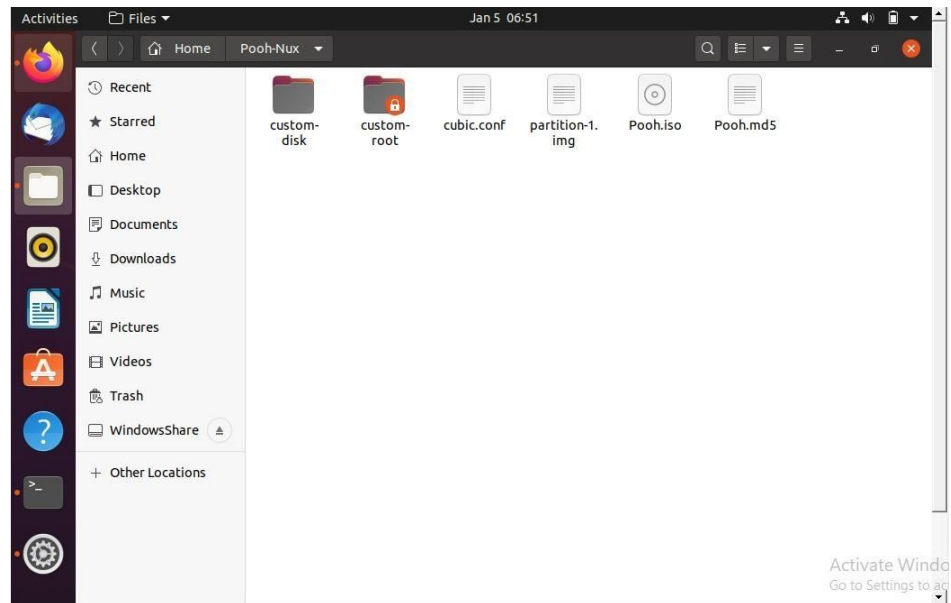 Activities
Files
Jan 5 06:51
Home
Pooh-Nux
Recent
Starred
Home
Desktop
Documents
Downloads
Music
Pictures
Videos
Trash
WindowsShare
+ Other Locations
custom-
disk
custom-
root
cubic.conf
partition-1.
img
Pooh.iso
Pooh.md5
Activate Windo
Go to Settings to ac